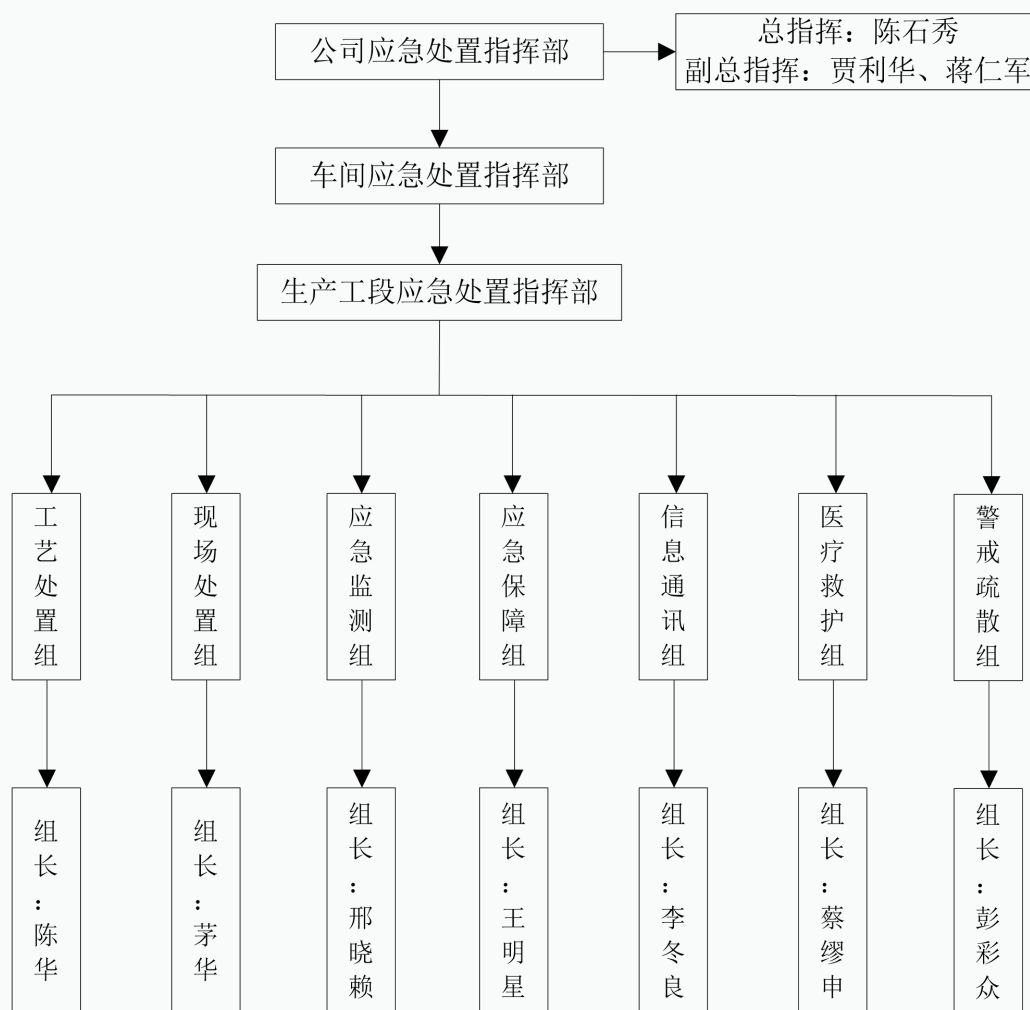 公司应急处置指挥部
总指挥：陈石秀
副总指挥：贾利华、蒋仁军
车间应急处置指挥部
生产工段应急处置指挥部
工艺处置组
现场处置组
应急监测组
应急保障组
信息通讯组
医疗救护组
警戒疏散组
组长：陈华
组长：茅华
组长：邢晓赖
组长：王明星
组长：李冬良
组长：蔡缪申
组长：彭彩众